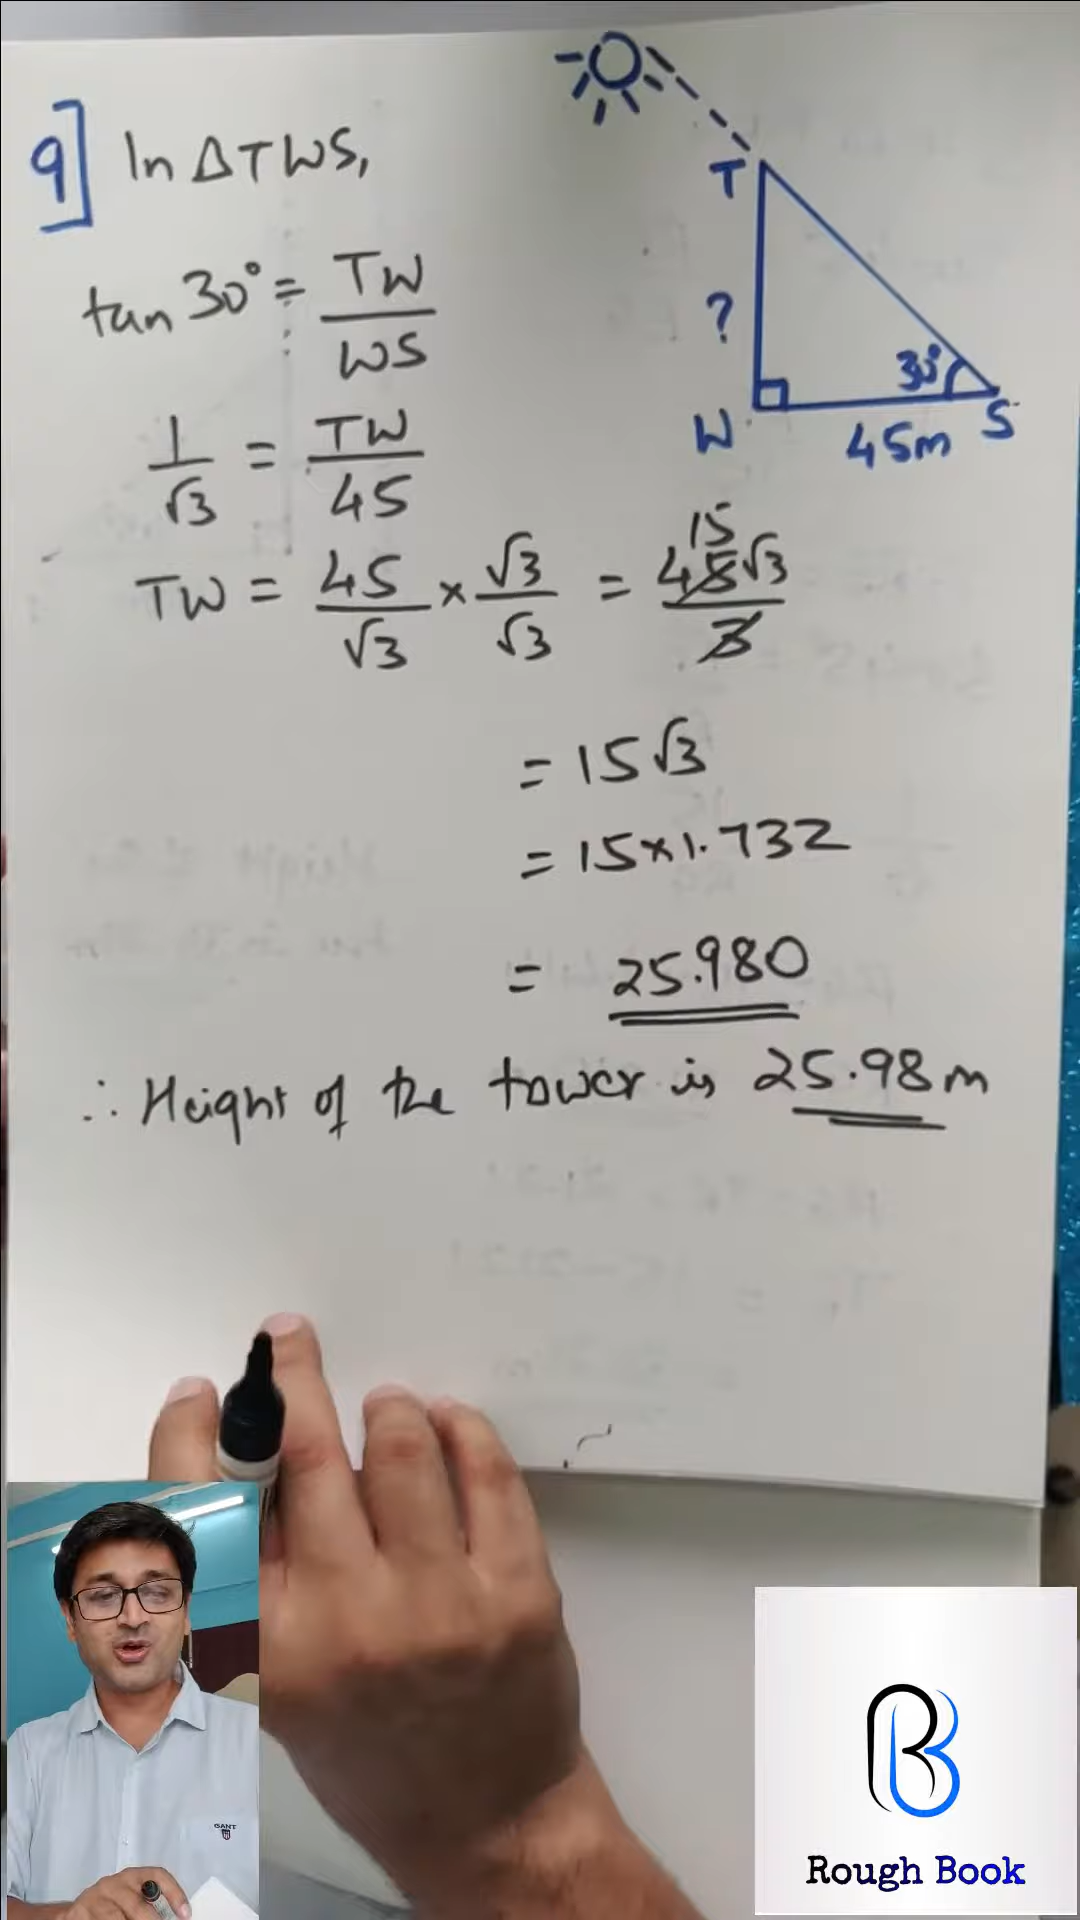 9] In ΔTWS,
tan 30° = TW/WS
1/√3 = TW/45
TW = 45/√3 × √3/√3 = 45√3/3
15
= 15√3
= 15×1.732
= 25.980
∴ Height of the tower is 25.98 m
T
?
30°
W
45m
S
GANT
Rough Book